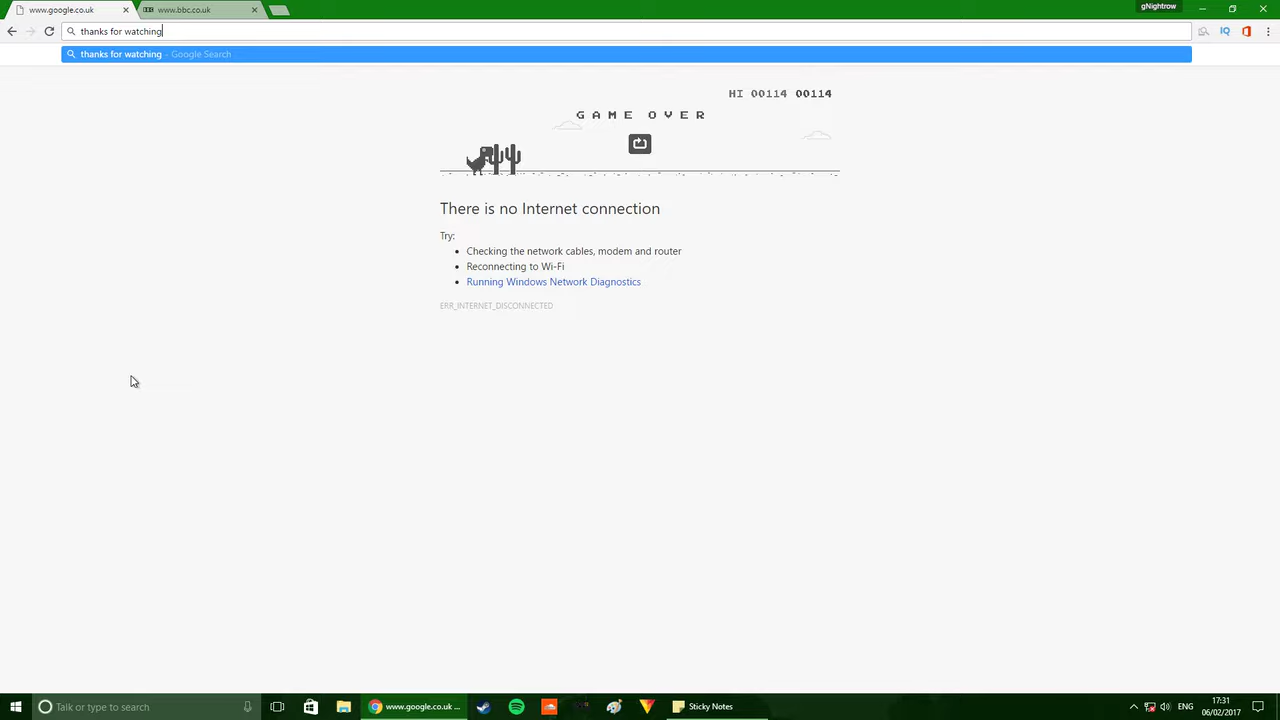 www.google.co.uk
www.bbc.co.uk
gNightrow
thanks for watching
IQ
thanks for watching - Google Search
HI 00114 00114
GAME OVER
There is no Internet connection
Try:
Checking the network cables, modem and router
Reconnecting to Wi-Fi
Running Windows Network Diagnostics
ERR_INTERNET_DISCONNECTED
Talk or type to search
www.google.co.uk ...
Sticky Notes
ENG
17:31
06/02/2017